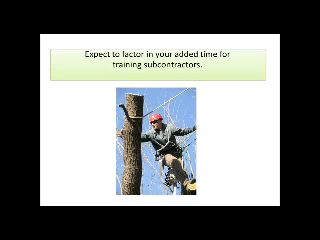 Expect to factor in your added time for
training subcontractors.